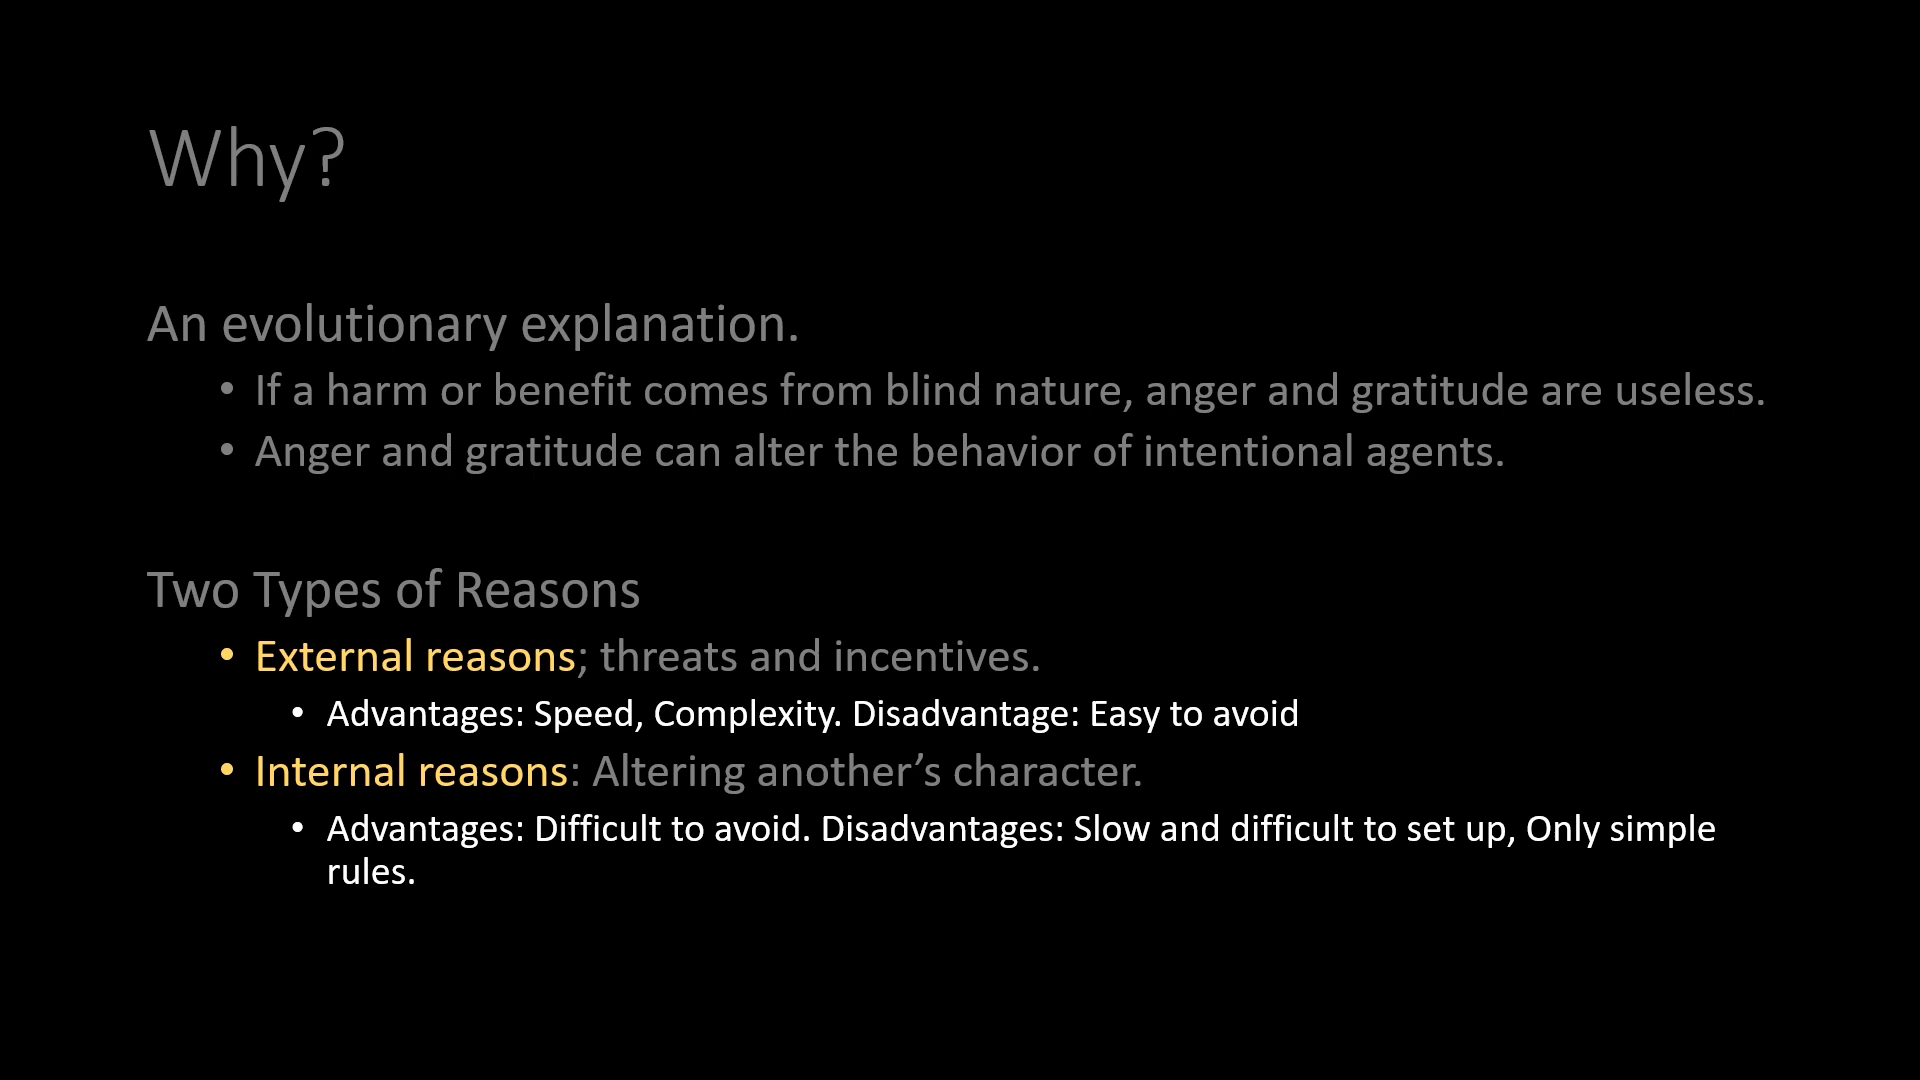 Why?
An evolutionary explanation.
• If a harm or benefit comes from blind nature, anger and gratitude are useless.
• Anger and gratitude can alter the behavior of intentional agents.
Two Types of Reasons
• External reasons; threats and incentives.
• Advantages: Speed, Complexity. Disadvantage: Easy to avoid
• Internal reasons: Altering another’s character.
• Advantages: Difficult to avoid. Disadvantages: Slow and difficult to set up, Only simple
rules.